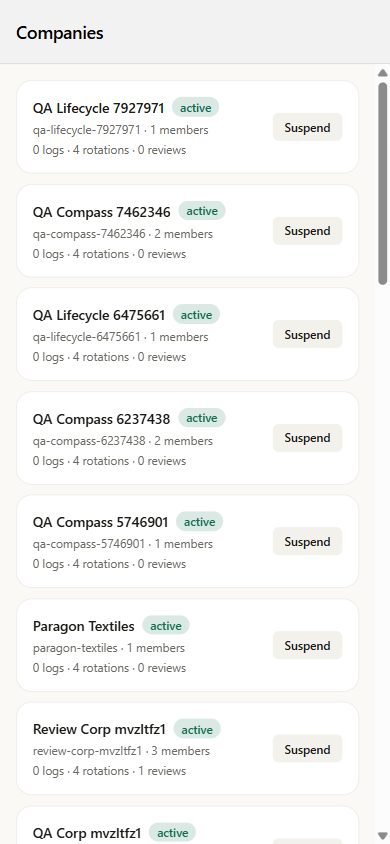 Companies
QA Lifecycle 7927971 active
qa-lifecycle-7927971 · 1 members
0 logs · 4 rotations · 0 reviews
Suspend
QA Compass 7462346 active
qa-compass-7462346 · 2 members
0 logs · 4 rotations · 0 reviews
Suspend
QA Lifecycle 6475661 active
qa-lifecycle-6475661 · 1 members
0 logs · 4 rotations · 0 reviews
Suspend
QA Compass 6237438 active
qa-compass-6237438 · 2 members
0 logs · 4 rotations · 0 reviews
Suspend
QA Compass 5746901 active
qa-compass-5746901 · 1 members
0 logs · 4 rotations · 0 reviews
Suspend
Paragon Textiles active
paragon-textiles · 1 members
0 logs · 4 rotations · 0 reviews
Suspend
Review Corp mvzltfz1 active
review-corp-mvzltfz1 · 3 members
0 logs · 4 rotations · 1 reviews
Suspend
QA Corp mvzltfz1 active